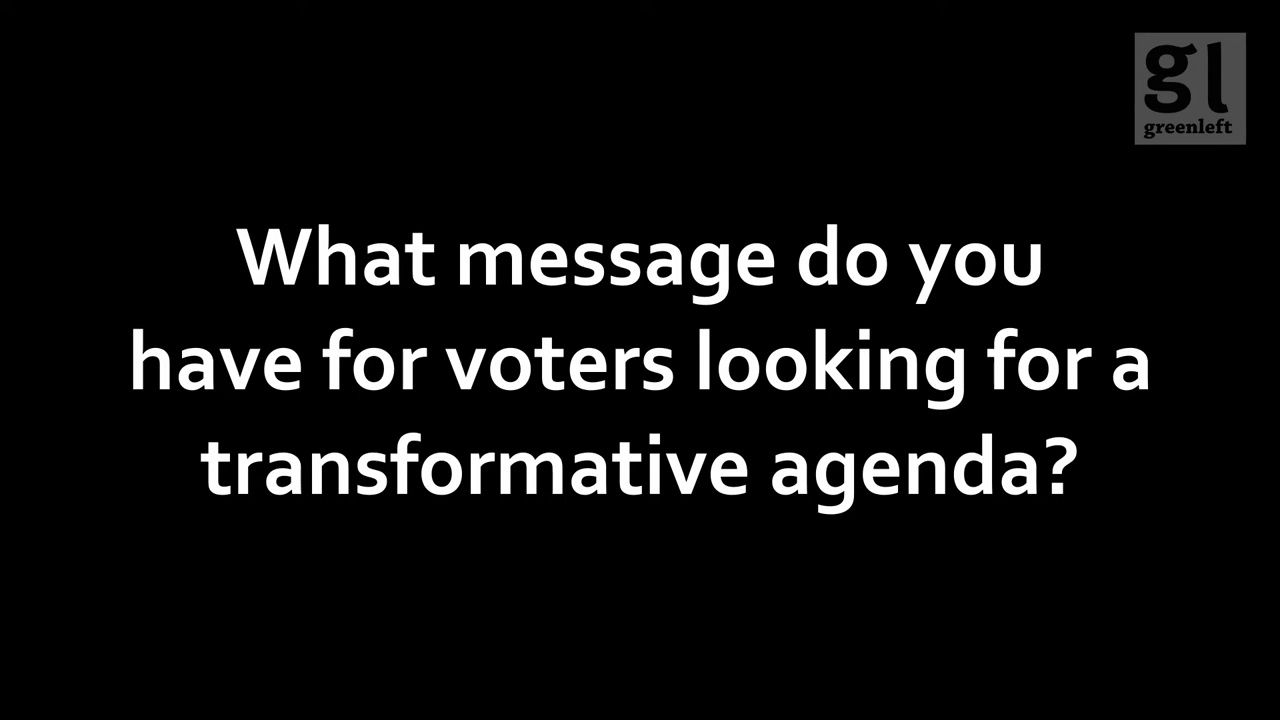 gl
greenleft
What message do you
have for voters looking for a
transformative agenda?